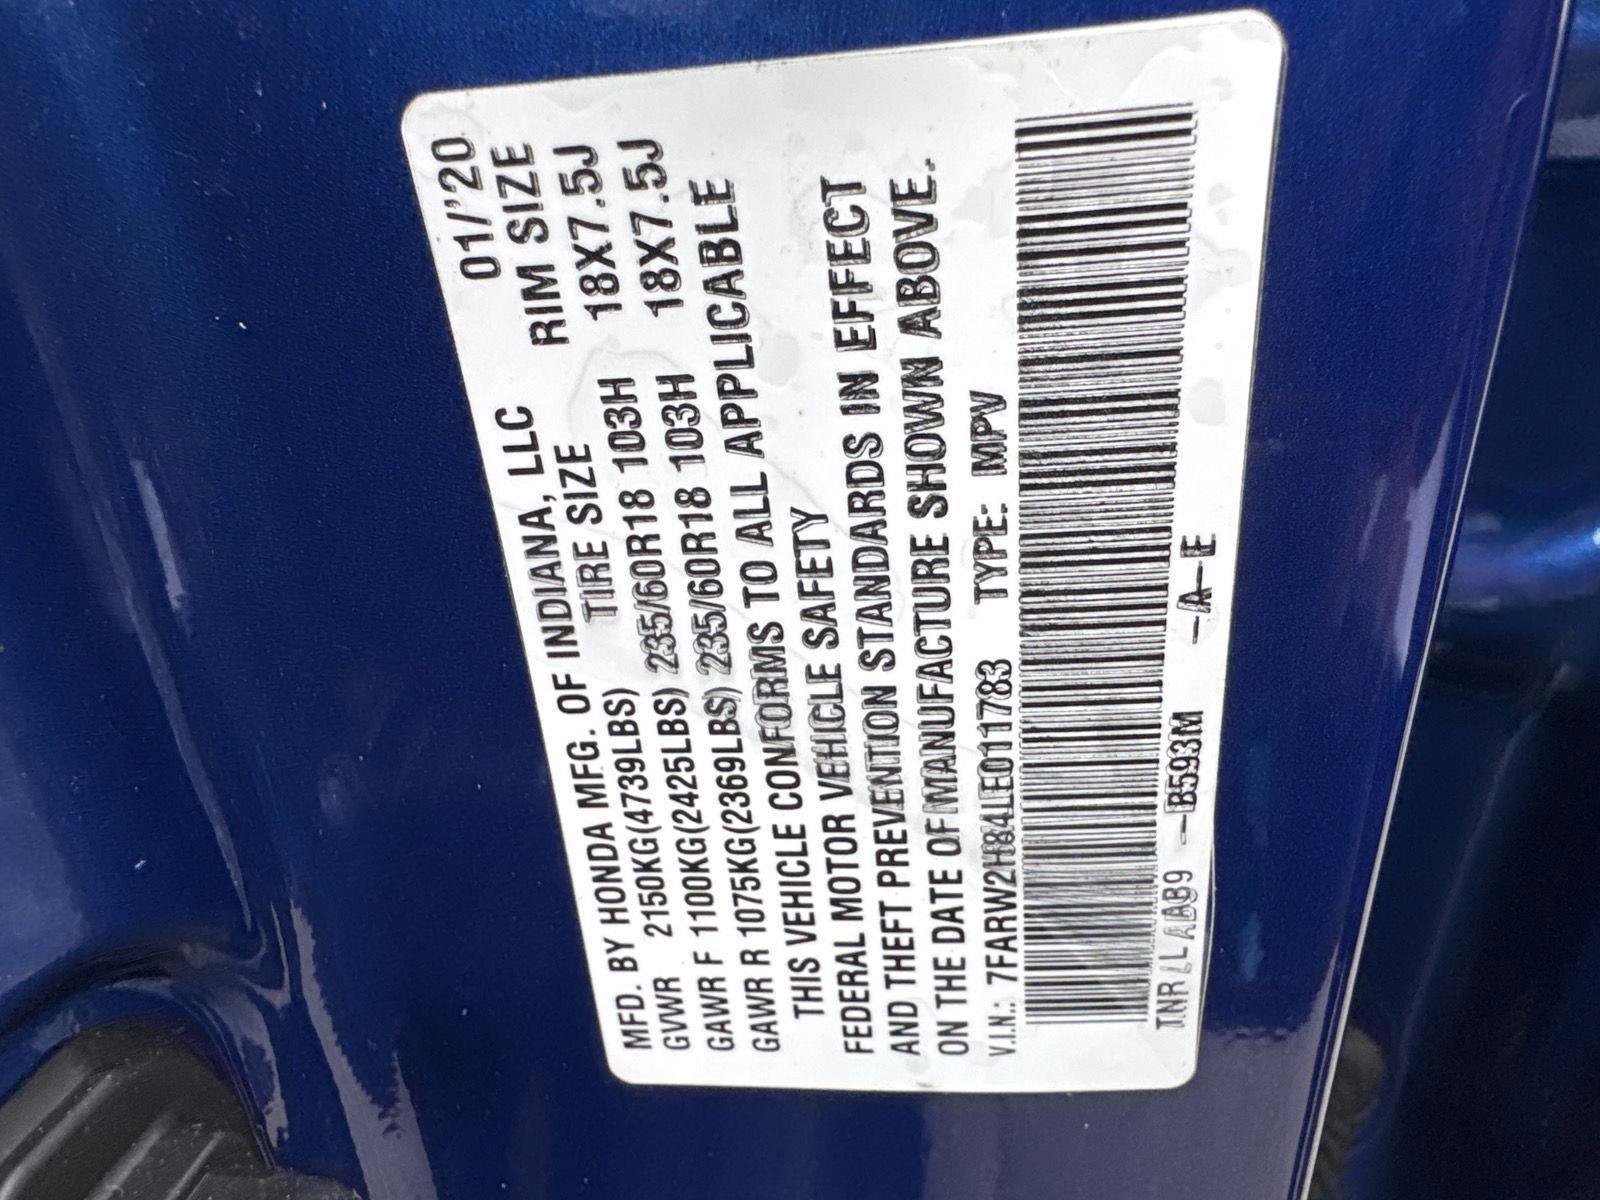 MFD. BY HONDA MFG. OF INDIANA, LLC 01/'20
TIRE SIZE RIM SIZE
GVWR 2150KG(4739LBS)
GAWR F 1100KG(2425LBS) 235/60R18 103H 18X7.5J
GAWR R 1075KG(2369LBS) 235/60R18 103H 18X7.5J
THIS VEHICLE CONFORMS TO ALL APPLICABLE
FEDERAL MOTOR VEHICLE SAFETY
AND THEFT PREVENTION STANDARDS IN EFFECT
ON THE DATE OF MANUFACTURE SHOWN ABOVE.
V.I.N.: 7FARW2H84LE011783 TYPE: MPV
B593M -A-E